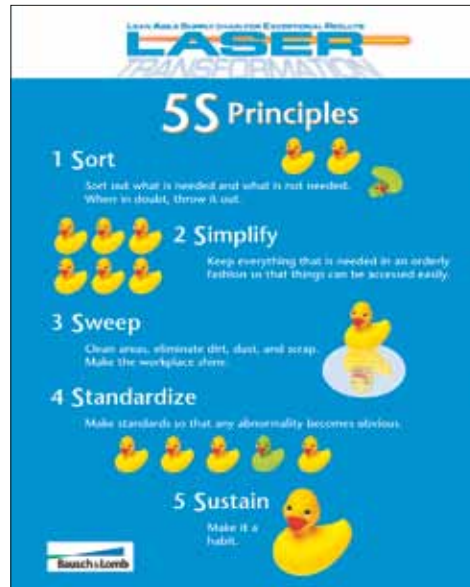 LEAN AGILE SUPPLY CHAIN FOR EXCEPTIONAL RESULTS
LASER
TRANSFORMATION
5S Principles
1 Sort
Sort out what is needed and what is not needed.
When in doubt, throw it out.
2 Simplify
Keep everything that is needed in an orderly
fashion so that things can be accessed easily.
3 Sweep
Clean areas, eliminate dirt, dust, and scrap.
Make the workplace shine.
4 Standardize
Make standards so that any abnormality becomes obvious.
5 Sustain
Make it a
habit.
Bausch & Lomb